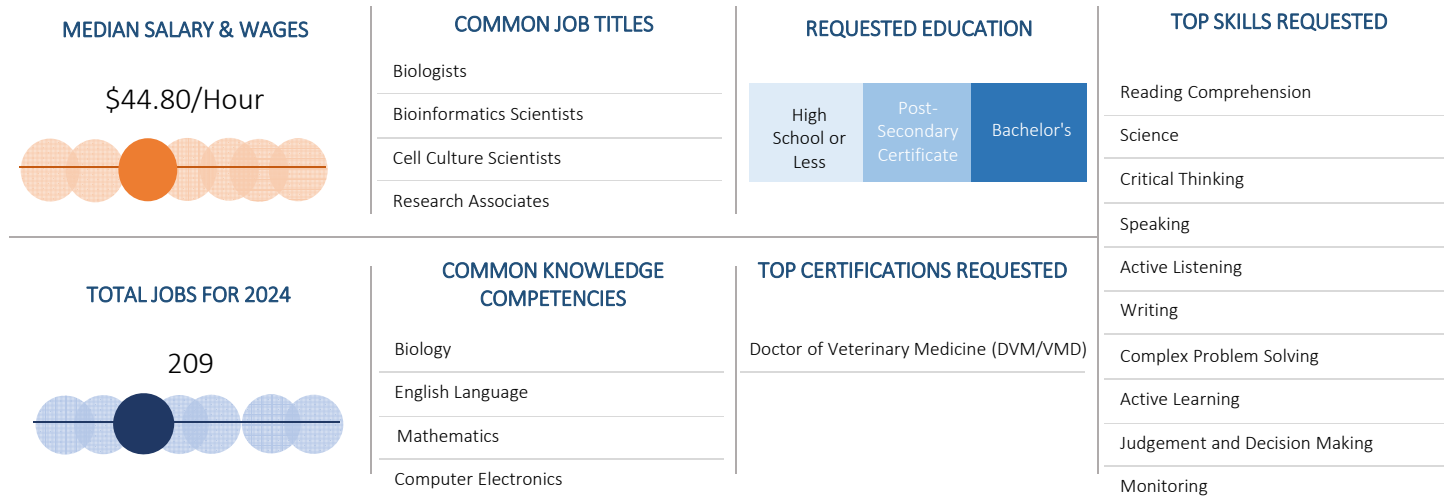 MEDIAN SALARY & WAGES
$44.80/Hour
COMMON JOB TITLES
Biologists
Bioinformatics Scientists
Cell Culture Scientists
Research Associates
REQUESTED EDUCATION
High
School or
Less
Post-
Secondary
Certificate
Bachelor's
TOP SKILLS REQUESTED
Reading Comprehension
Science
Critical Thinking
Speaking
Active Listening
Writing
Complex Problem Solving
Active Learning
Judgement and Decision Making
Monitoring
TOTAL JOBS FOR 2024
209
COMMON KNOWLEDGE
COMPETENCIES
Biology
English Language
Mathematics
Computer Electronics
TOP CERTIFICATIONS REQUESTED
Doctor of Veterinary Medicine (DVM/VMD)